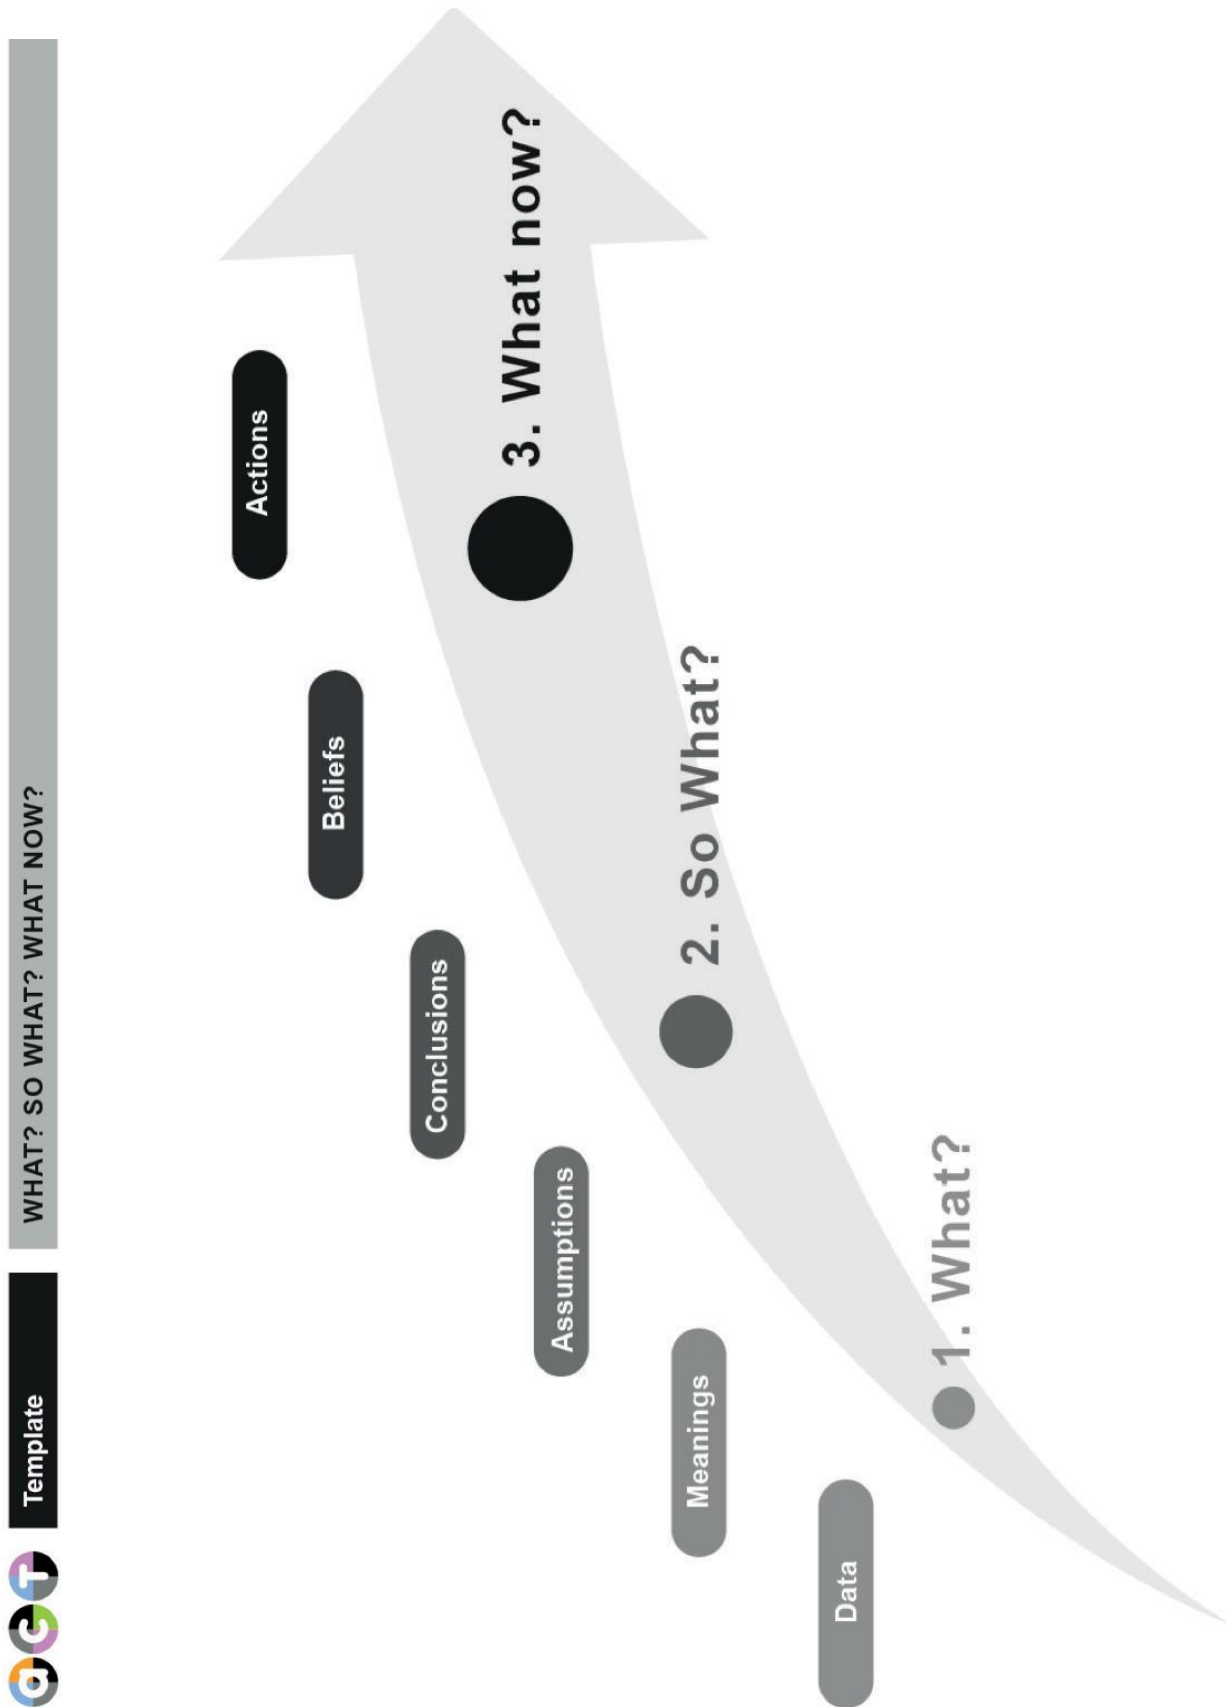 act
Template
WHAT? SO WHAT? WHAT NOW?
Data
Meanings
Assumptions
Conclusions
Beliefs
Actions
1. What?
2. So What?
3. What now?